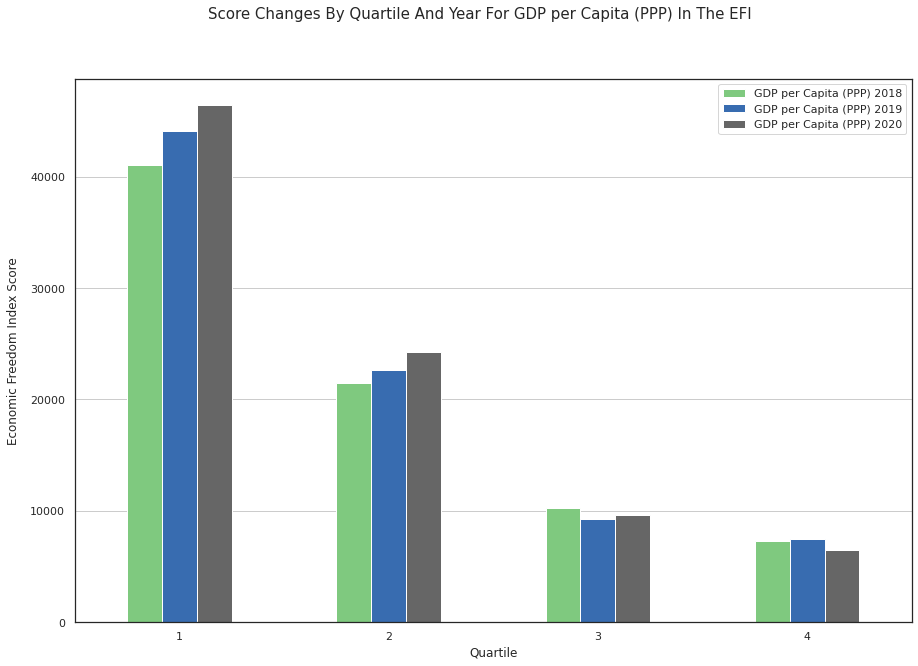 Score Changes By Quartile And Year For GDP per Capita (PPP) In The EFI
GDP per Capita (PPP) 2018
GDP per Capita (PPP) 2019
GDP per Capita (PPP) 2020
Economic Freedom Index Score
40000
30000
20000
10000
0
1 2 3 4
Quartile